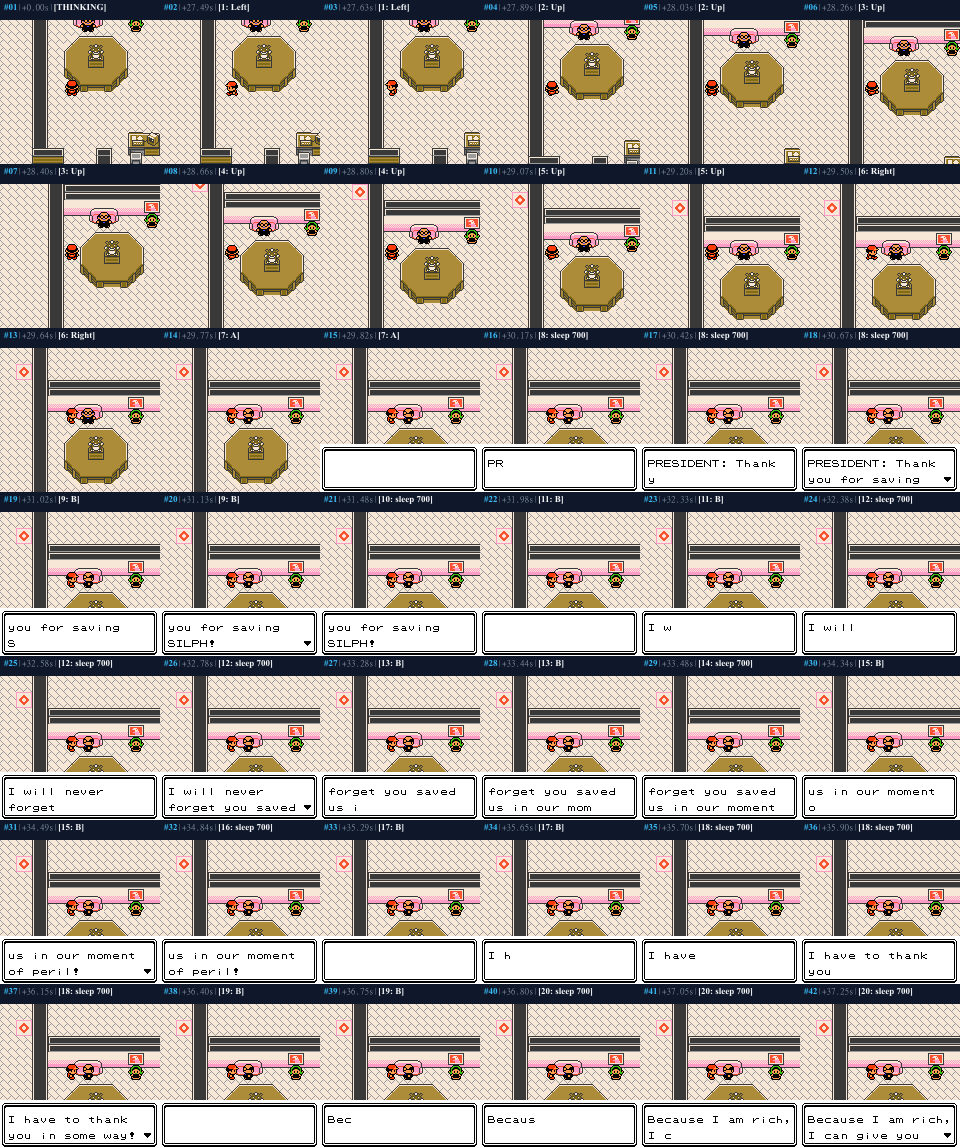 #01|+0.00s|[THINKING]
#02|+27.49s|[1: Left]
#03|+27.63s|[1: Left]
#04|+27.89s|[2: Up]
#05|+28.03s|[2: Up]
#06|+28.26s|[3: Up]
#07|+28.40s|[3: Up]
#08|+28.66s|[4: Up]
#09|+28.80s|[4: Up]
#10|+29.07s|[5: Up]
#11|+29.20s|[5: Up]
#12|+29.50s|[6: Right]
#13|+29.64s|[6: Right]
#14|+29.77s|[7: A]
#15|+29.82s|[7: A]
#16|+30.17s|[8: sleep 700]
#17|+30.42s|[8: sleep 700]
#18|+30.67s|[8: sleep 700]
PR
PRESIDENT: Thank
y
PRESIDENT: Thank
you for saving
#19|+31.02s|[9: B]
#20|+31.13s|[9: B]
#21|+31.48s|[10: sleep 700]
#22|+31.98s|[11: B]
#23|+32.33s|[11: B]
#24|+32.38s|[12: sleep 700]
you for saving
S
you for saving
SILPH!
you for saving
SILPH!
I w
I will
#25|+32.58s|[12: sleep 700]
#26|+32.78s|[12: sleep 700]
#27|+33.28s|[13: B]
#28|+33.44s|[13: B]
#29|+33.48s|[14: sleep 700]
#30|+34.34s|[15: B]
I will never
forget
I will never
forget you saved
forget you saved
us i
forget you saved
us in our mom
forget you saved
us in our moment
us in our moment
o
#31|+34.49s|[15: B]
#32|+34.84s|[16: sleep 700]
#33|+35.29s|[17: B]
#34|+35.65s|[17: B]
#35|+35.70s|[18: sleep 700]
#36|+35.90s|[18: sleep 700]
us in our moment
of peril!
us in our moment
of peril!
I h
I have
I have to thank
you
#37|+36.15s|[18: sleep 700]
#38|+36.40s|[19: B]
#39|+36.75s|[19: B]
#40|+36.80s|[20: sleep 700]
#41|+37.05s|[20: sleep 700]
#42|+37.25s|[20: sleep 700]
I have to thank
you in some way!
Bec
Becaus
Because I am rich,
I c
Because I am rich,
I can give you